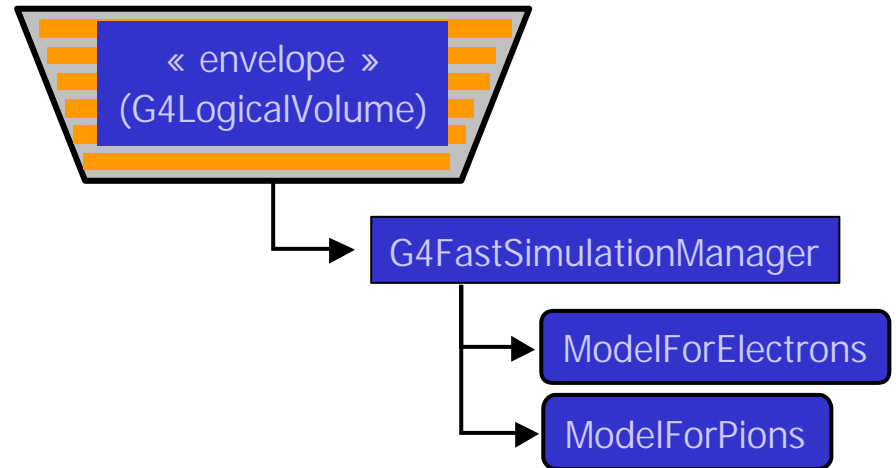 « envelope »
(G4LogicalVolume)
G4FastSimulationManager
ModelForElectrons
ModelForPions